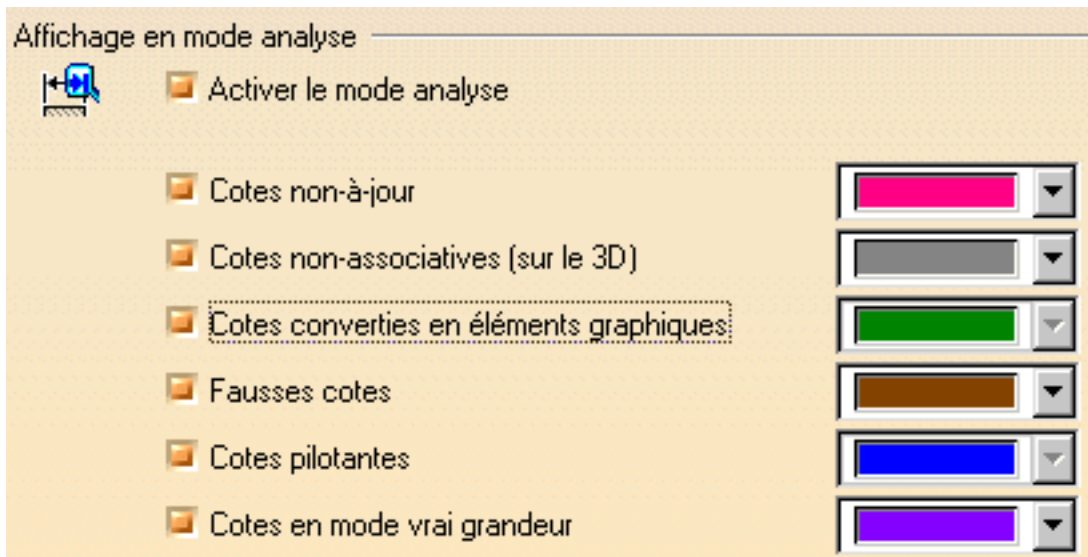 Affichage en mode analyse
Activer le mode analyse
Cotes non-à-jour
Cotes non-associatives (sur le 3D)
Cotes converties en éléments graphiques
Fausses cotes
Cotes pilotantes
Cotes en mode vrai grandeur